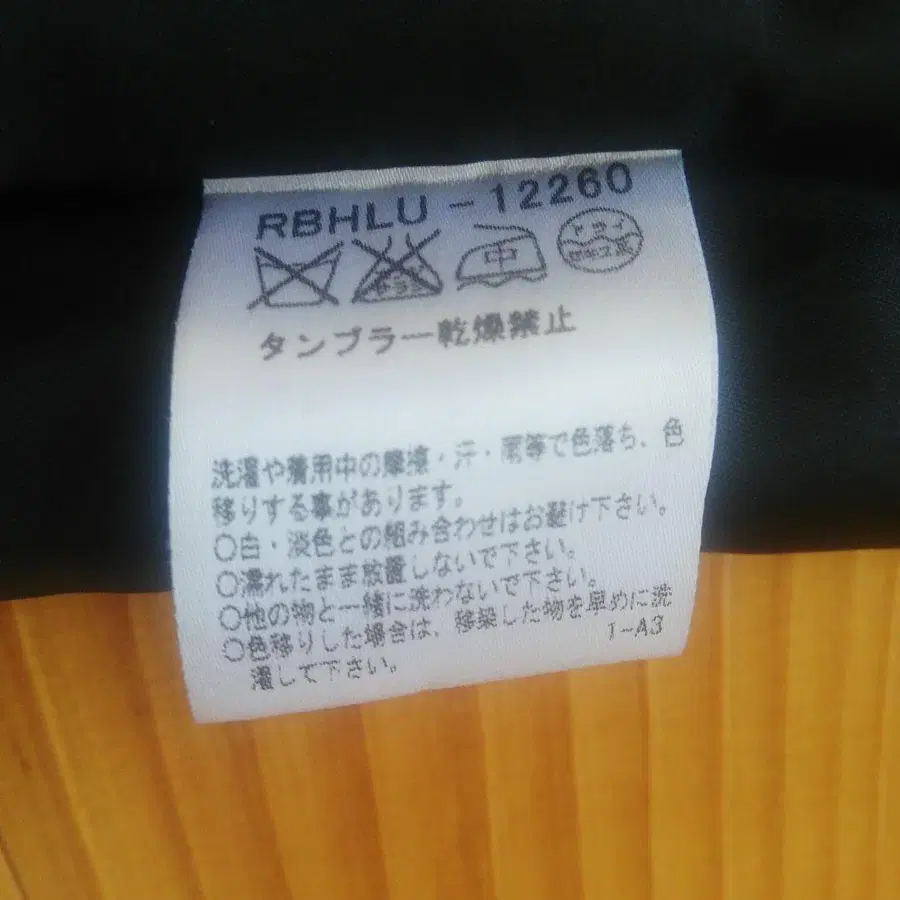 RBHLU-12260
中
ドライ
タンブラー乾燥禁止
洗濯や着用中の摩擦・汗・雨等で色落ち、色
移りする事があります。
○白・淡色との組み合わせはお避け下さい。
○濡れたまま放置しないで下さい。
○他の物と一緒に洗わないで下さい。
○色移りした場合は、移染した物を早めに洗
濯して下さい。
1-A3